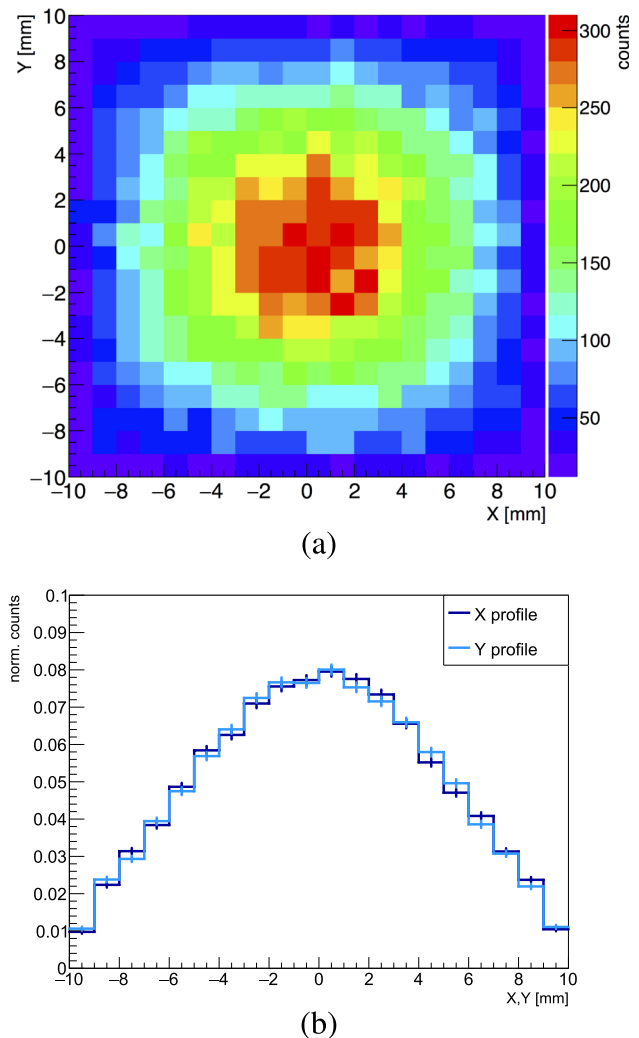 10
8
6
4
2
0
−2
−4
−6
−8
−10
Y [mm]
−10 −8 −6 −4 −2 0 2 4 6 8 10
X [mm]
300
250
200
150
100
50
counts
(a)
0.1
0.09
0.08
0.07
0.06
0.05
0.04
0.03
0.02
0.01
0
norm. counts
X profile
Y profile
−10 −8 −6 −4 −2 0 2 4 6 8 10
X,Y [mm]
(b)